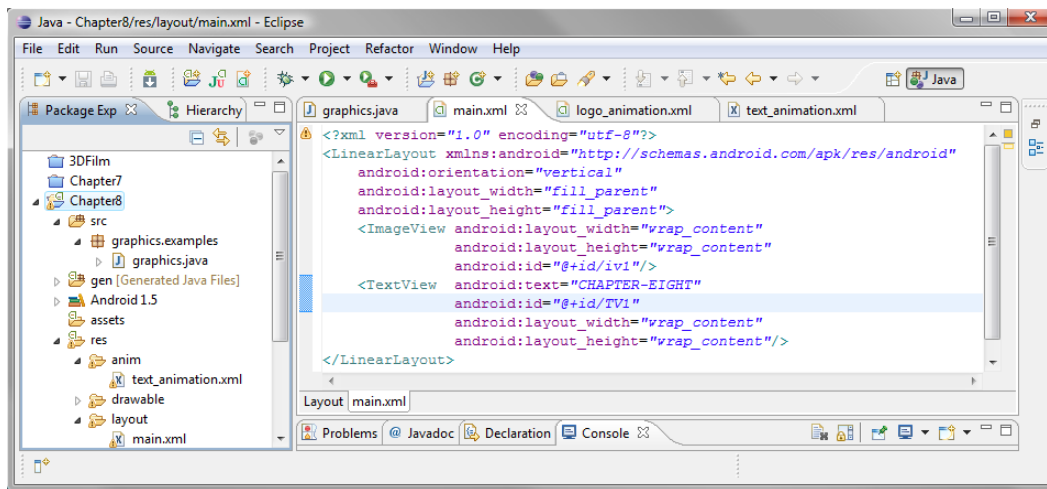 Java - Chapter8/res/layout/main.xml - Eclipse
File Edit Run Source Navigate Search Project Refactor Window Help
Java
Package Exp Hierarchy
3DFilm
Chapter7
Chapter8
src
graphics.examples
graphics.java
gen [Generated Java Files]
Android 1.5
assets
res
anim
text_animation.xml
drawable
layout
main.xml
graphics.java main.xml logo_animation.xml text_animation.xml
<?xml version="1.0" encoding="utf-8"?>
<LinearLayout xmlns:android="http://schemas.android.com/apk/res/android"
android:orientation="vertical"
android:layout_width="fill_parent"
android:layout_height="fill_parent">
<ImageView android:layout_width="wrap_content"
android:layout_height="wrap_content"
android:id="@+id/iv1"/>
<TextView android:text="CHAPTER-EIGHT"
android:id="@+id/TV1"
android:layout_width="wrap_content"
android:layout_height="wrap_content"/>
</LinearLayout>
Layout main.xml
Problems @ Javadoc Declaration Console